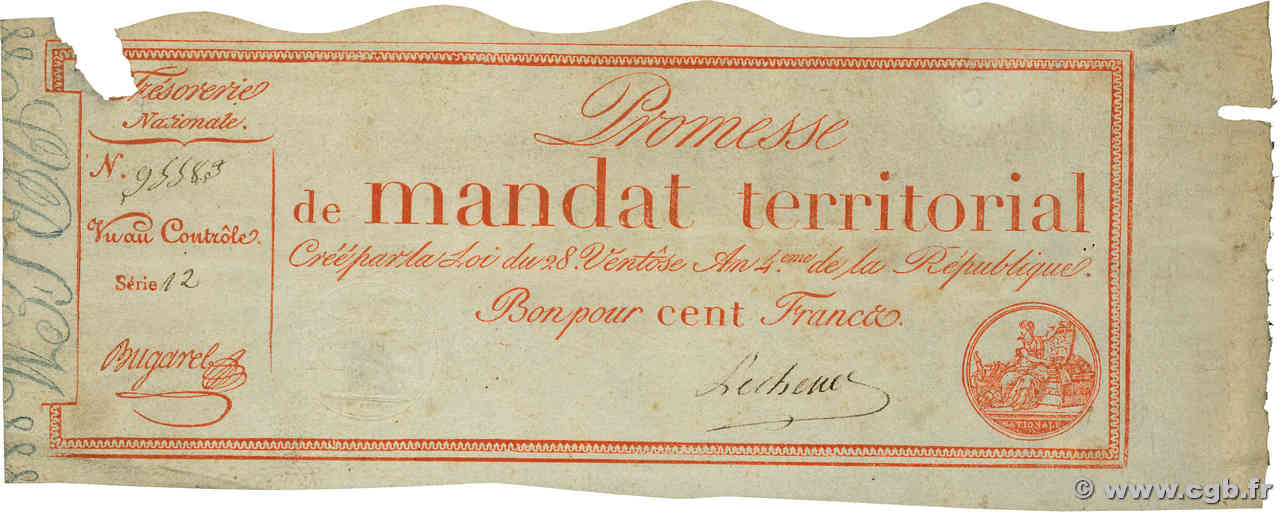 Trésorerie
Nationale.
N. 95583
Vu au Contrôle.
Série 12
Bugarel
Promesse
de mandat territorial
Créé par la Loi du 28. Ventôse An 4.eme de la République.
Bon pour cent Francs.
NATIONALE
© www.cgb.fr